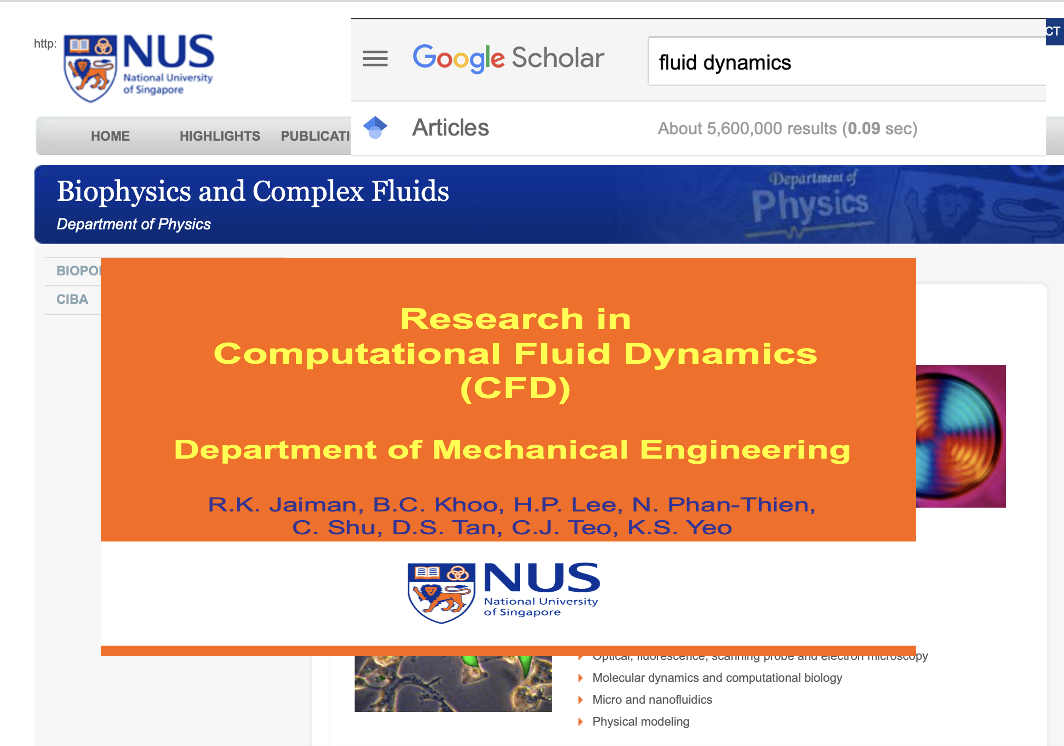 http:
NUS
National University
of Singapore
CT
Google Scholar
fluid dynamics
HOME HIGHLIGHTS PUBLICATI
Articles
About 5,600,000 results (0.09 sec)
Biophysics and Complex Fluids
Department of Physics
Department of
Physics
BIOPO
CIBA
Research in
Computational Fluid Dynamics
(CFD)
Department of Mechanical Engineering
R.K. Jaiman, B.C. Khoo, H.P. Lee, N. Phan-Thien,
C. Shu, D.S. Tan, C.J. Teo, K.S. Yeo
NUS
National University
of Singapore
Optical, fluorescence, scanning probe and electron microscopy
Molecular dynamics and computational biology
Micro and nanofluidics
Physical modeling